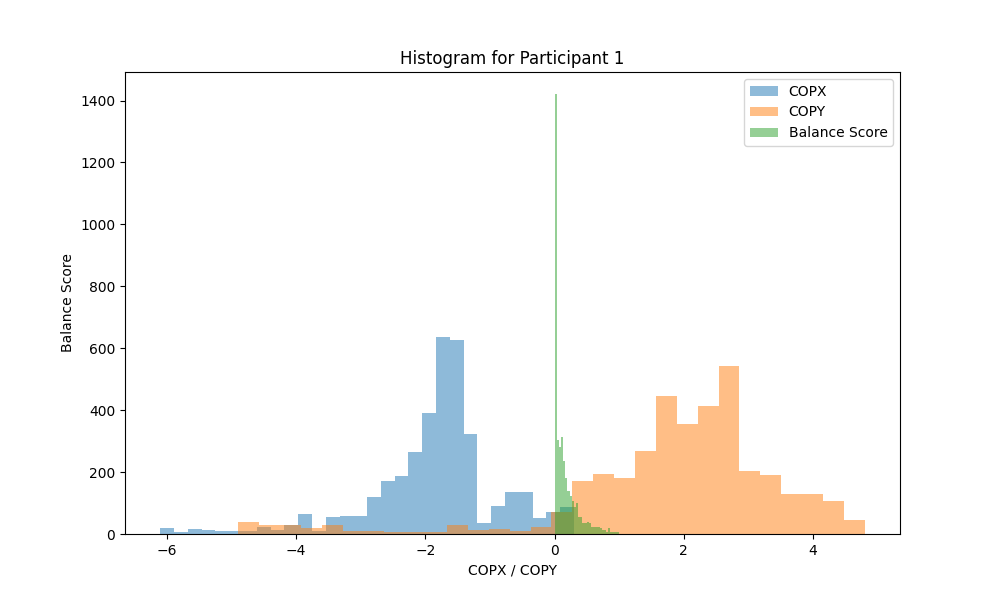 Histogram for Participant 1
COPX
COPY
Balance Score
1400
1200
1000
800
600
400
200
0
Balance Score
−6
−4
−2
0
2
4
COPX / COPY